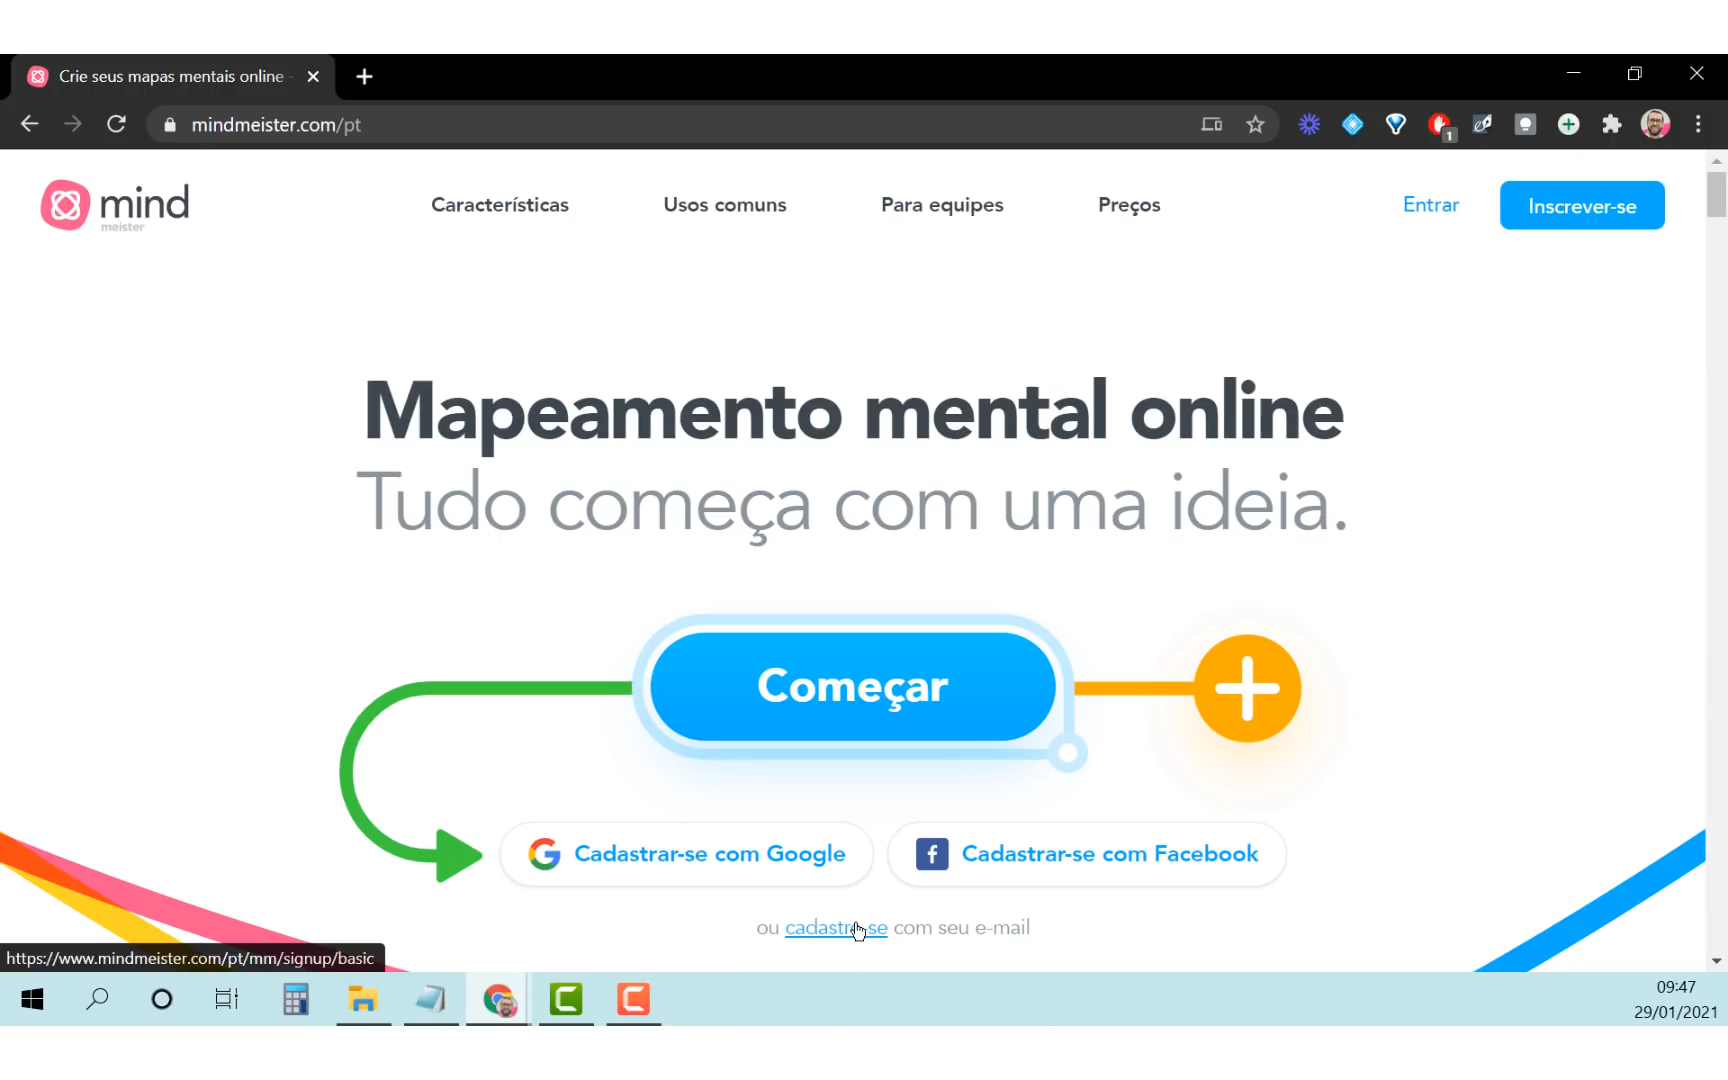 Crie seus mapas mentais online
mindmeister.com/pt
1
mind
meister
Características
Usos comuns
Para equipes
Preços
Entrar
Inscrever-se
Mapeamento mental online
Tudo começa com uma ideia.
Começar
Cadastrar-se com Google
Cadastrar-se com Facebook
ou cadastre-se com seu e-mail
https://www.mindmeister.com/pt/mm/signup/basic
09:47
29/01/2021